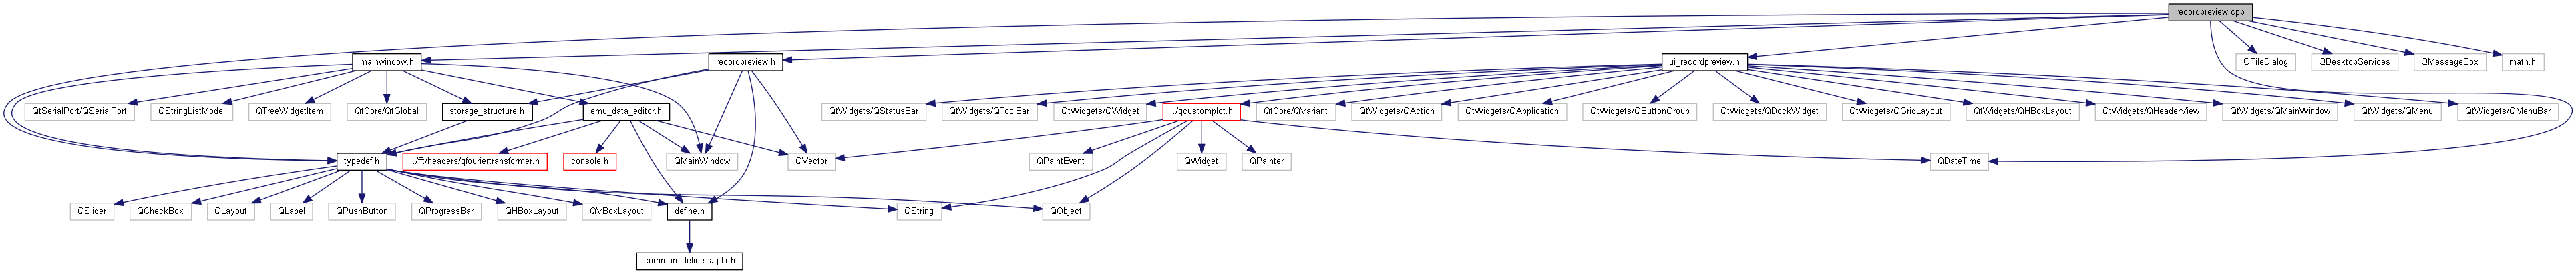 recordpreview.cpp
mainwindow.h
recordpreview.h
ui_recordpreview.h
QFileDialog
QDesktopServices
QMessageBox
math.h
QtSerialPort/QSerialPort
QStringListModel
QTreeWidgetItem
QtCore/QtGlobal
storage_structure.h
emu_data_editor.h
QtWidgets/QStatusBar
QtWidgets/QToolBar
QtWidgets/QWidget
../qcustomplot.h
QtCore/QVariant
QtWidgets/QAction
QtWidgets/QApplication
QtWidgets/QButtonGroup
QtWidgets/QDockWidget
QtWidgets/QGridLayout
QtWidgets/QHBoxLayout
QtWidgets/QHeaderView
QtWidgets/QMainWindow
QtWidgets/QMenu
QtWidgets/QMenuBar
typedef.h
../fft/headers/qfouriertransformer.h
console.h
QMainWindow
QVector
QPaintEvent
QWidget
QPainter
QDateTime
QSlider
QCheckBox
QLayout
QLabel
QPushButton
QProgressBar
QHBoxLayout
QVBoxLayout
define.h
QString
QObject
common_define_aq0x.h